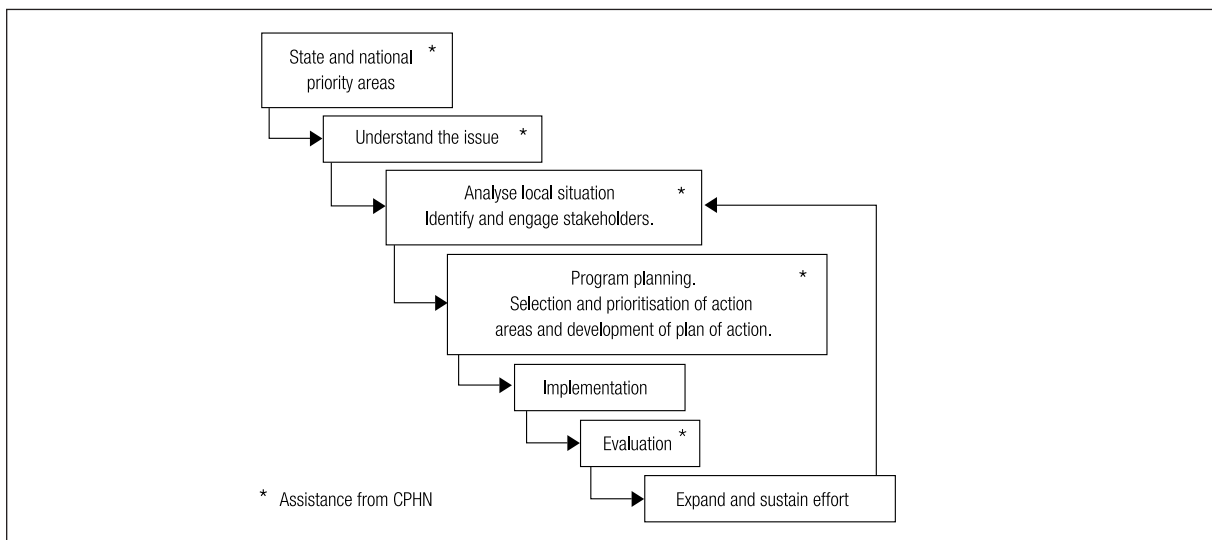 State and national *
priority areas
Understand the issue *
Analyse local situation *
Identify and engage stakeholders.
Program planning. *
Selection and prioritisation of action
areas and development of plan of action.
Implementation
Evaluation *
Expand and sustain effort
* Assistance from CPHN